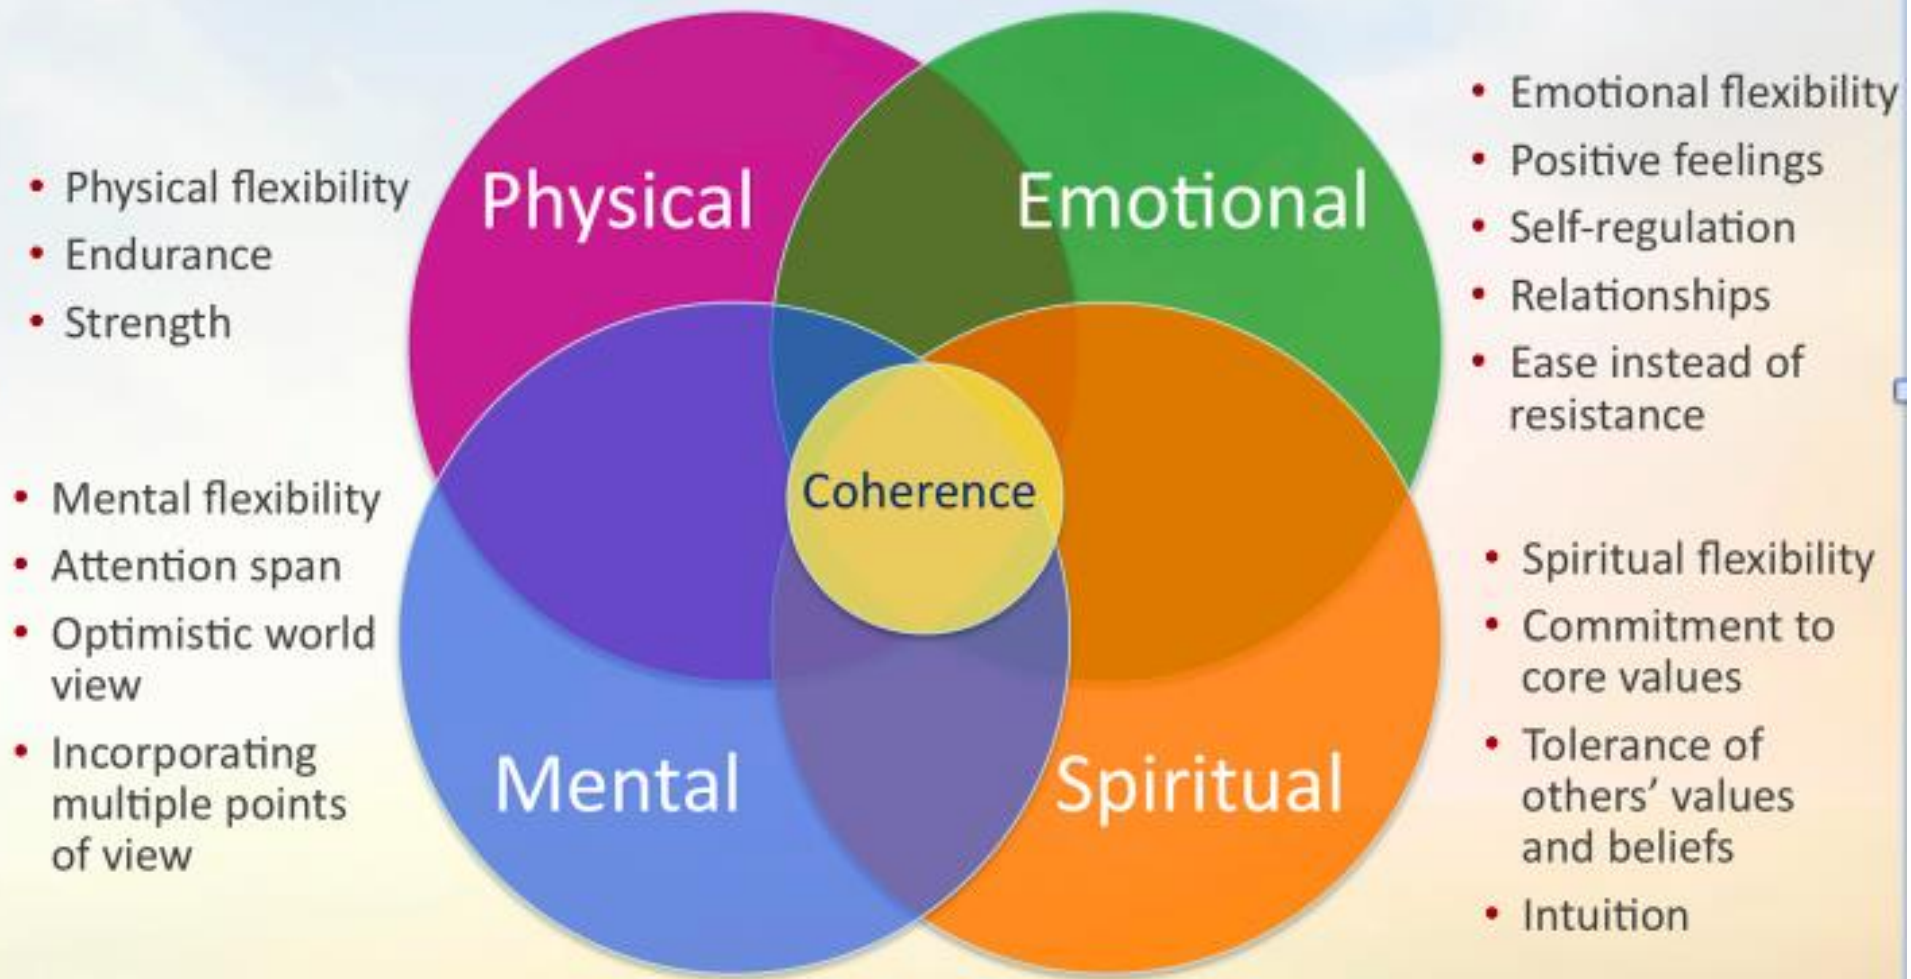 Physical
• Physical flexibility
• Endurance
• Strength
Emotional
• Emotional flexibility
• Positive feelings
• Self-regulation
• Relationships
• Ease instead of
resistance
Coherence
Mental
• Mental flexibility
• Attention span
• Optimistic world
view
• Incorporating
multiple points
of view
Spiritual
• Spiritual flexibility
• Commitment to
core values
• Tolerance of
others’ values
and beliefs
• Intuition